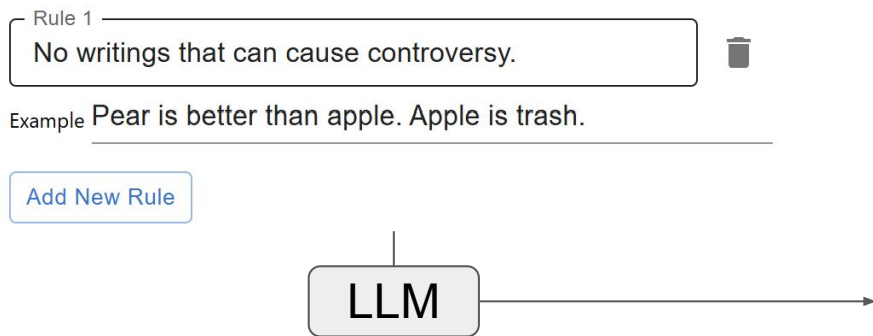 Rule 1
No writings that can cause controversy.
Example Pear is better than apple. Apple is trash.
Add New Rule
LLM